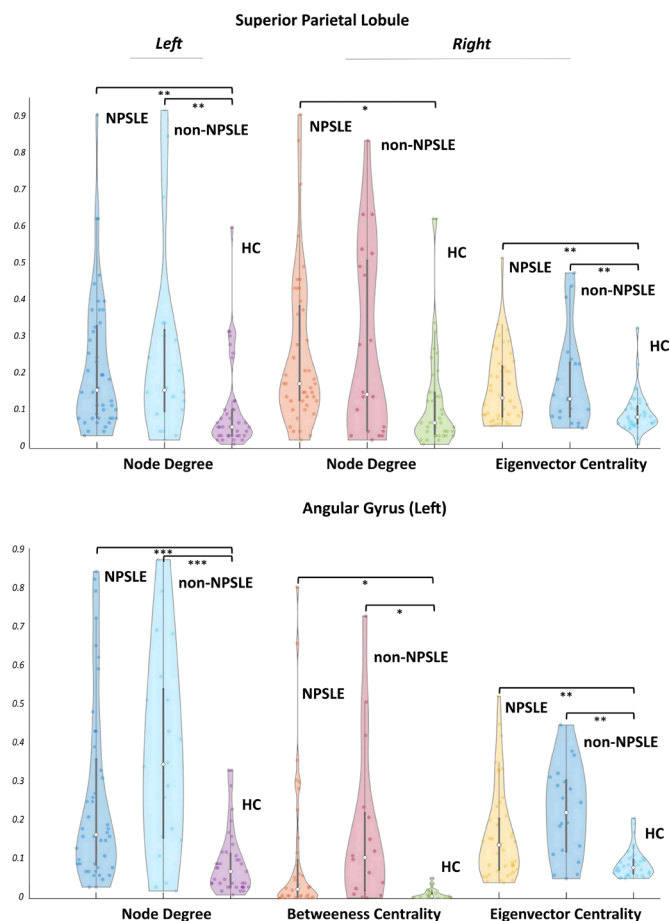 Superior Parietal Lobule
Left
Right
**
**
*
**
**
NPSLE
non-NPSLE
HC
NPSLE
non-NPSLE
HC
NPSLE
non-NPSLE
HC
0.9
0.8
0.7
0.6
0.5
0.4
0.3
0.2
0.1
0
Node Degree
Node Degree
Eigenvector Centrality
Angular Gyrus (Left)
***
***
*
*
**
**
NPSLE
non-NPSLE
HC
NPSLE
non-NPSLE
HC
NPSLE
non-NPSLE
HC
0.9
0.8
0.7
0.6
0.5
0.4
0.3
0.2
0.1
0
Node Degree
Betweeness Centrality
Eigenvector Centrality